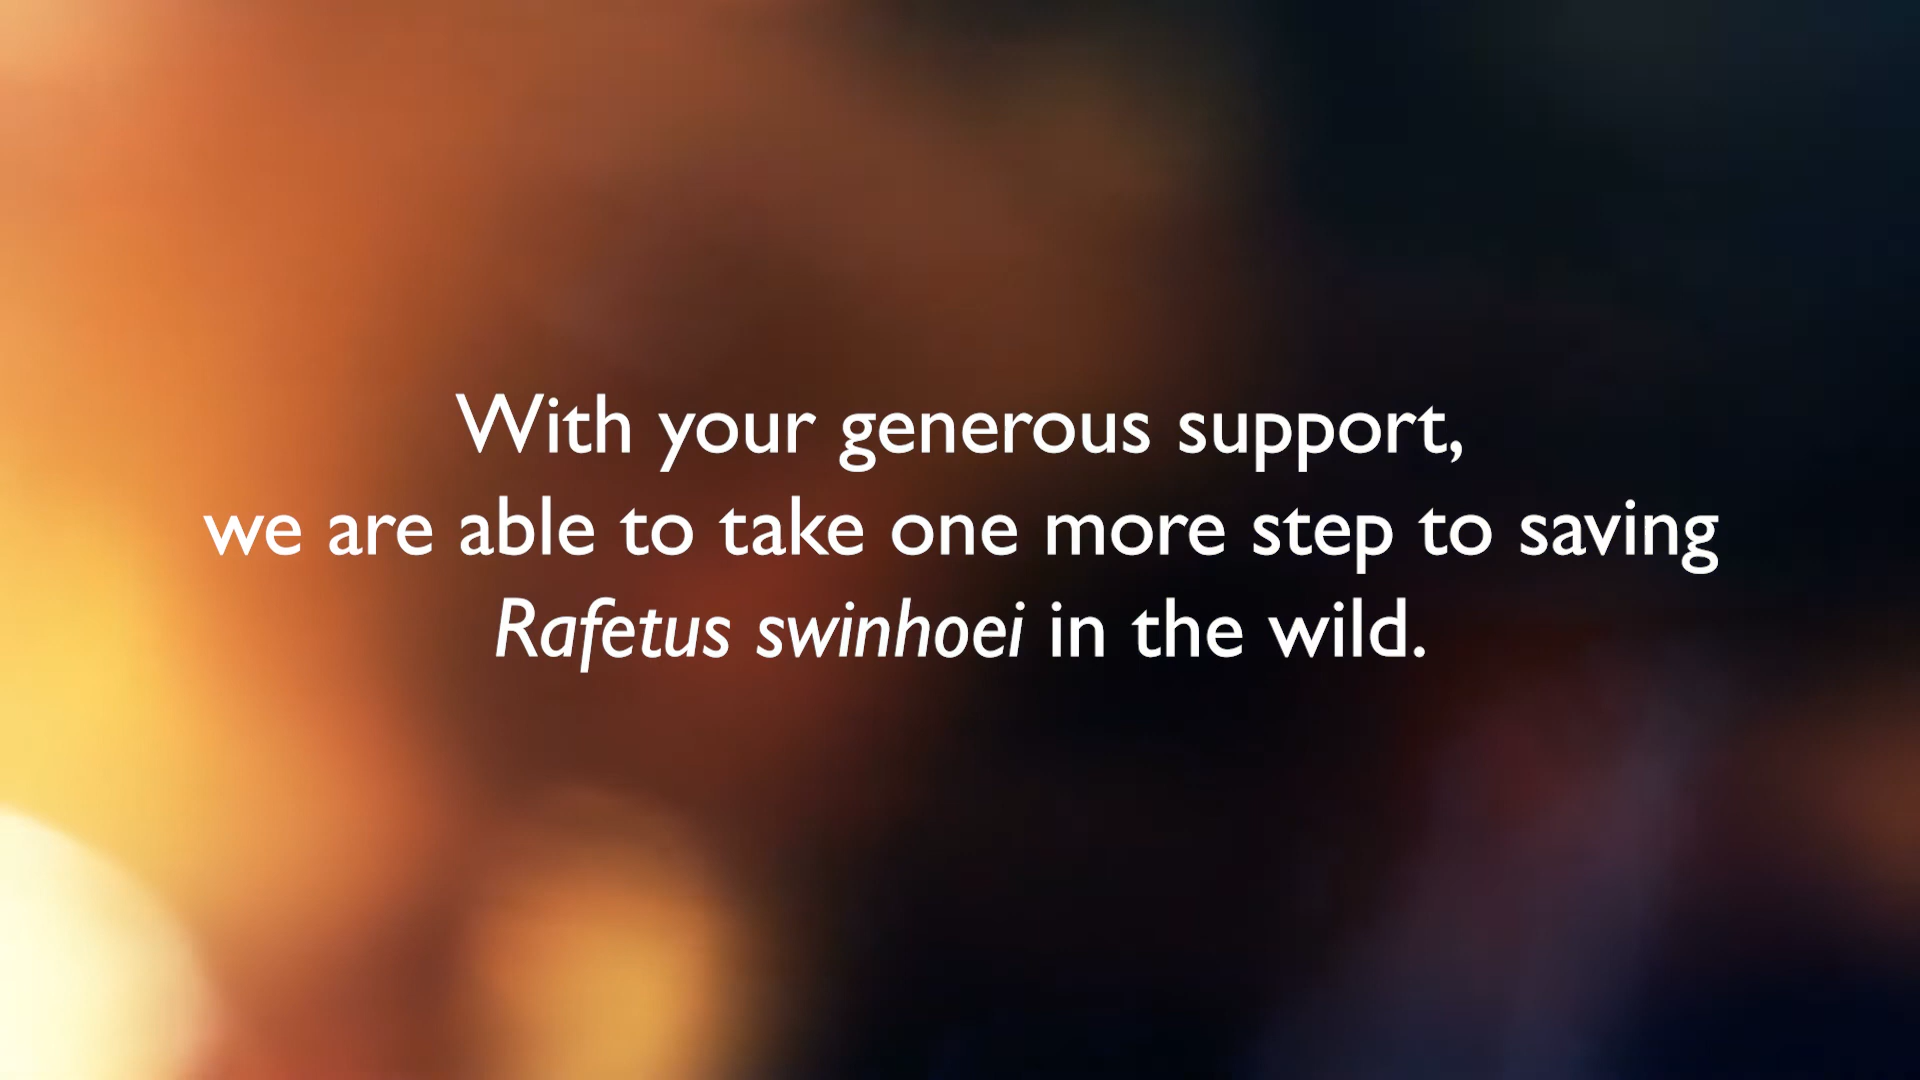 With your generous support,
we are able to take one more step to saving
Rafetus swinhoei in the wild.